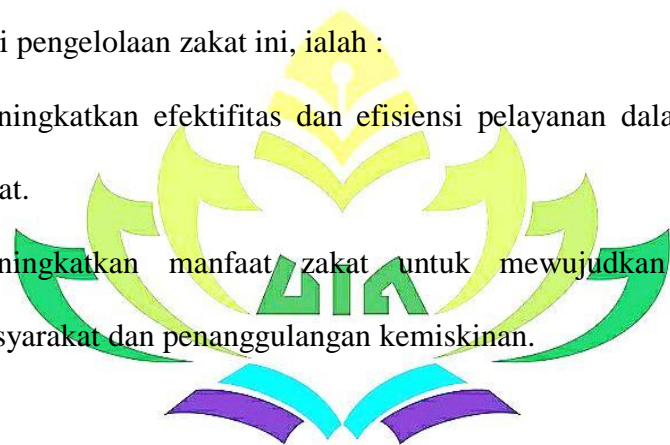 i pengelolaan zakat ini, ialah :
ningkatkan efektifitas dan efisiensi pelayanan dala
at.
ningkatkan manfaat zakat untuk mewujudkan
syarakat dan penanggulangan kemiskinan.
UIN